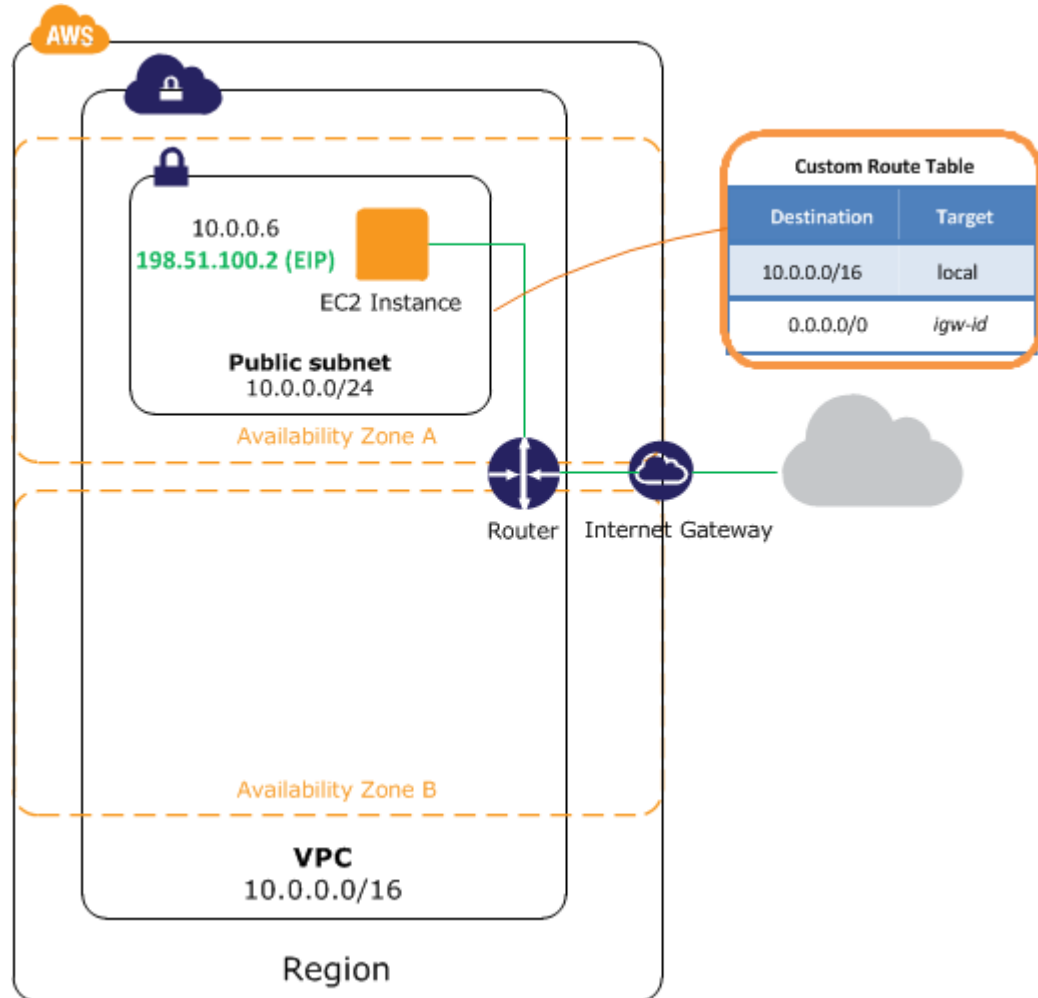 AWS
10.0.0.6
198.51.100.2 (EIP)
EC2 Instance
Public subnet
10.0.0.0/24
Availability Zone A
Custom Route Table
Destination Target
10.0.0.0/16 local
0.0.0.0/0 igw-id
Router
Internet Gateway
Availability Zone B
VPC
10.0.0.0/16
Region